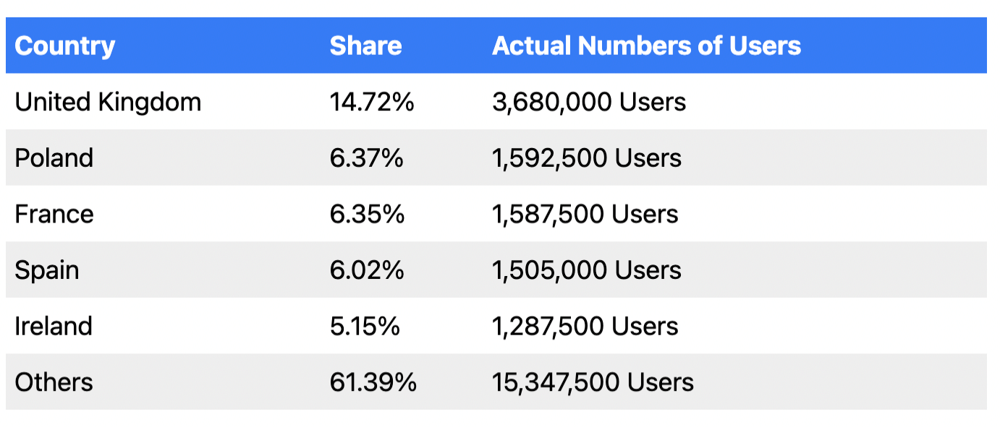 Country Share Actual Numbers of Users
United Kingdom 14.72% 3,680,000 Users
Poland 6.37% 1,592,500 Users
France 6.35% 1,587,500 Users
Spain 6.02% 1,505,000 Users
Ireland 5.15% 1,287,500 Users
Others 61.39% 15,347,500 Users